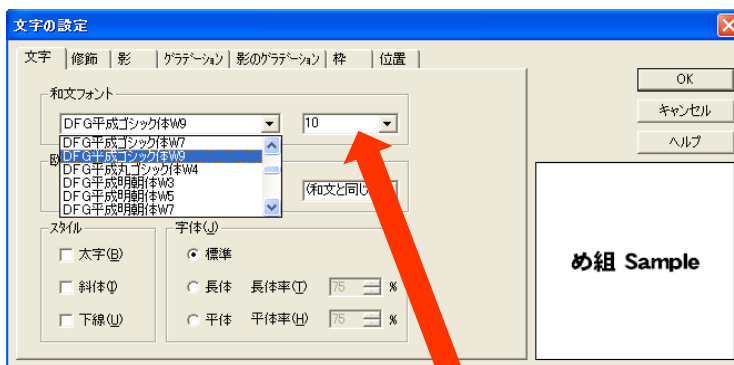 文字の設定
文字 修飾 影 グラデーション 影のグラデーション 枠 位置
OK
キャンセル
ヘルプ
和文フォント
DFG平成ゴシック体W9 10
DFG平成ゴシック体W7
DFG平成ゴシック体W9
DFG平成丸ゴシック体W4
DFG平成明朝体W3
DFG平成明朝体W5
DFG平成明朝体W7
(和文と同じ
スタイル
太字(B)
斜体(I)
下線(U)
字体(J)
標準
長体 長体率(T) 75 %
平体 平体率(H) 75 %
め組 Sample